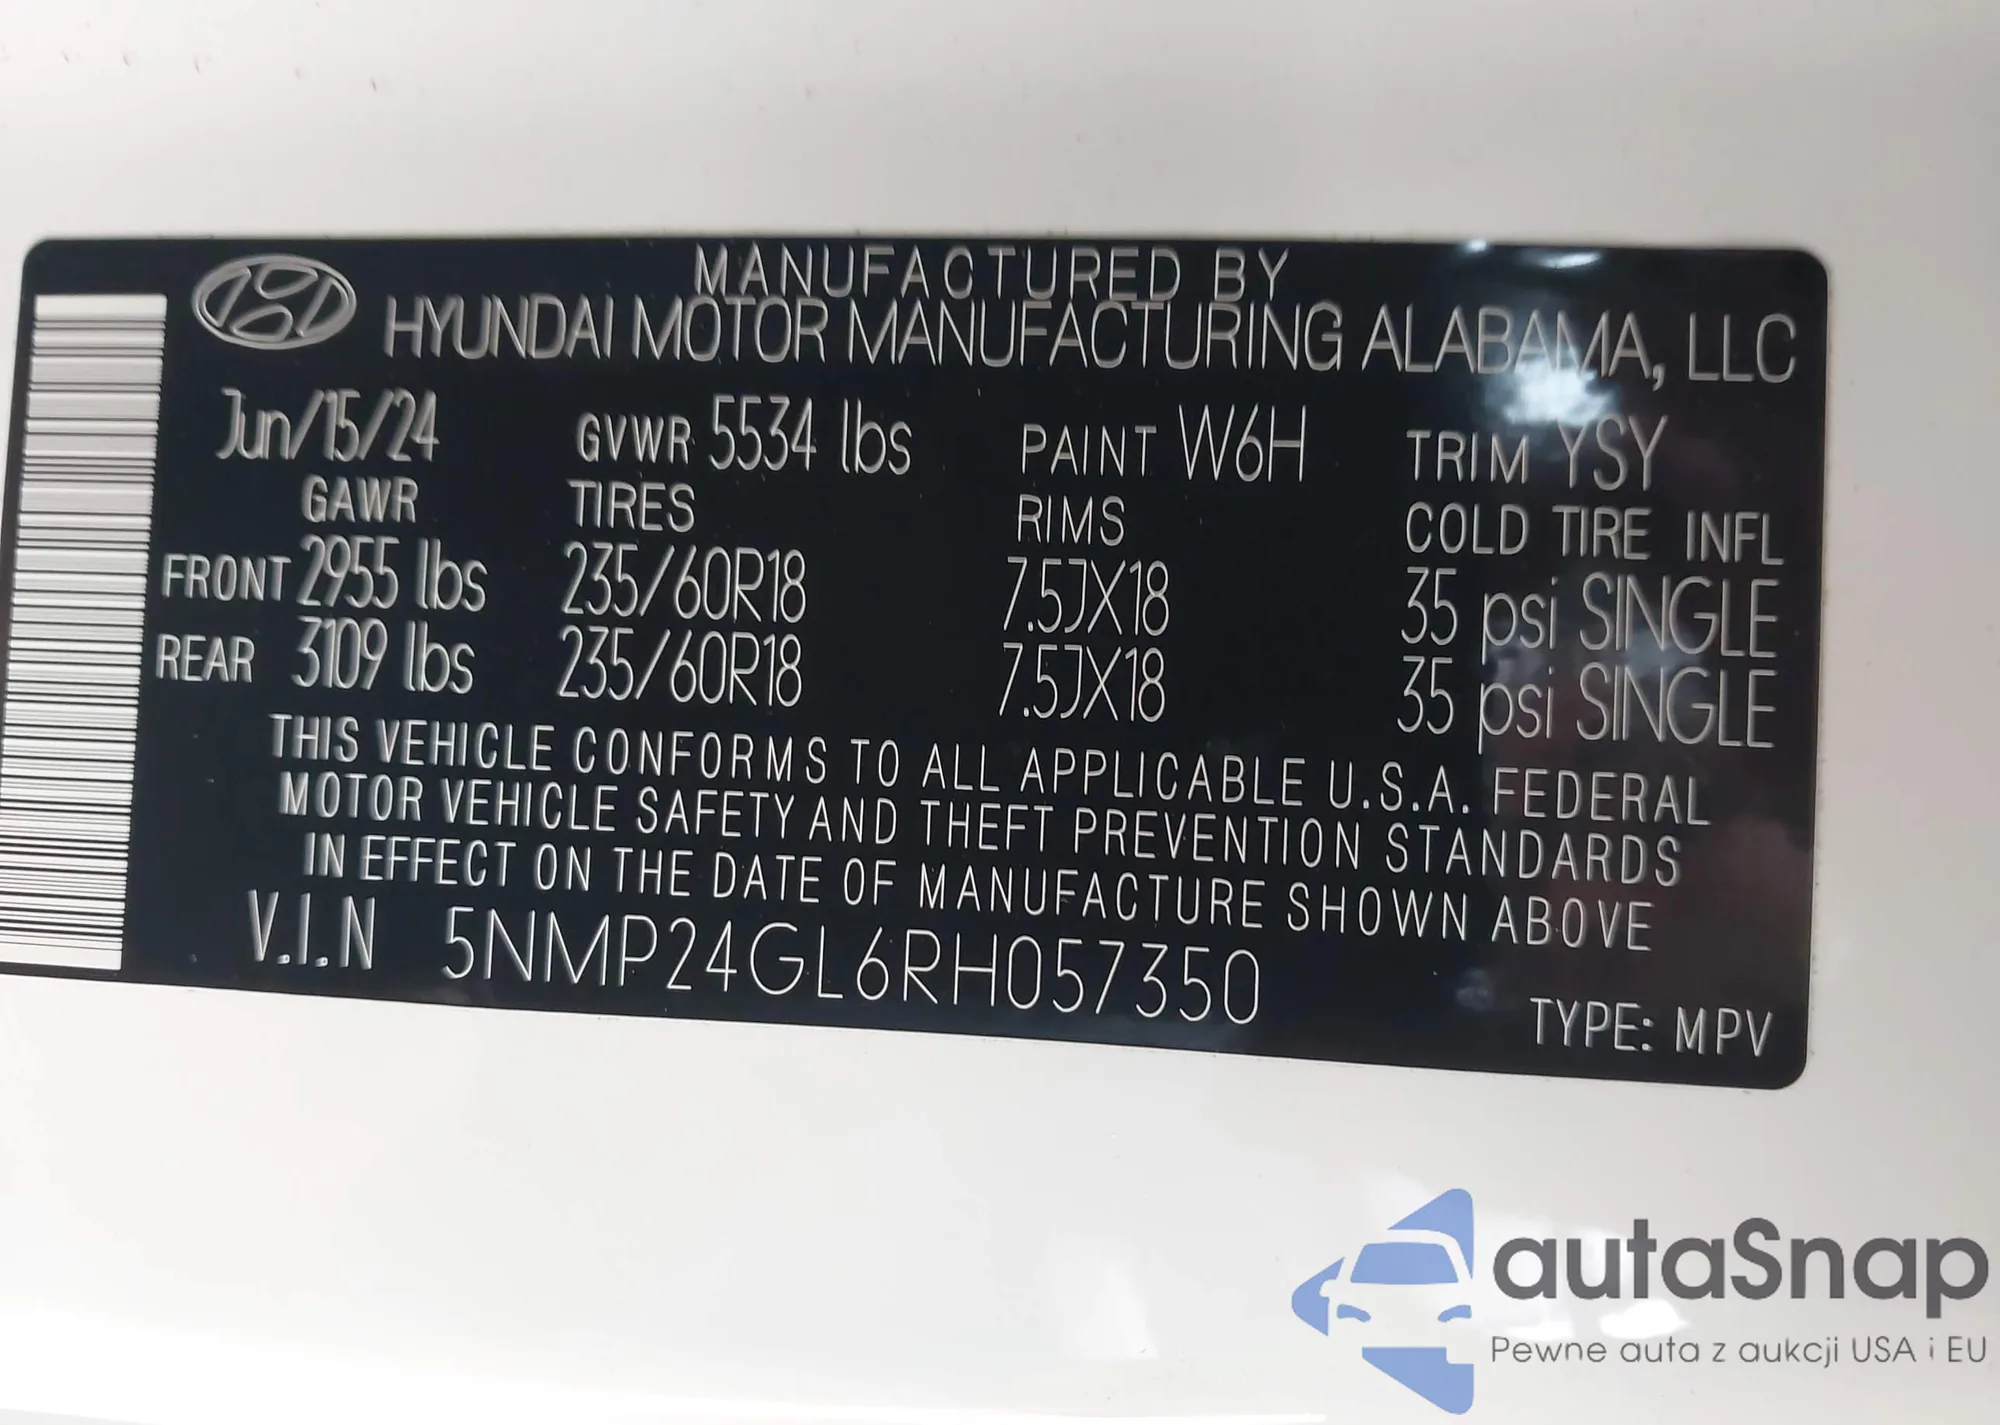 MANUFACTURED BY
HYUNDAI MOTOR MANUFACTURING ALABAMA, LLC
Jun/15/24 GVWR 5534 lbs PAINT W6H TRIM YSY
GAWR TIRES RIMS COLD TIRE INFL
FRONT 2955 lbs 235/60R18 7.5JX18 35 psi SINGLE
REAR 3109 lbs 235/60R18 7.5JX18 35 psi SINGLE
THIS VEHICLE CONFORMS TO ALL APPLICABLE U.S.A. FEDERAL
MOTOR VEHICLE SAFETY AND THEFT PREVENTION STANDARDS
IN EFFECT ON THE DATE OF MANUFACTURE SHOWN ABOVE
V.I.N 5NMP24GL6RH057350
TYPE: MPV
autaSnap
Pewne auta z aukcji USA i EU